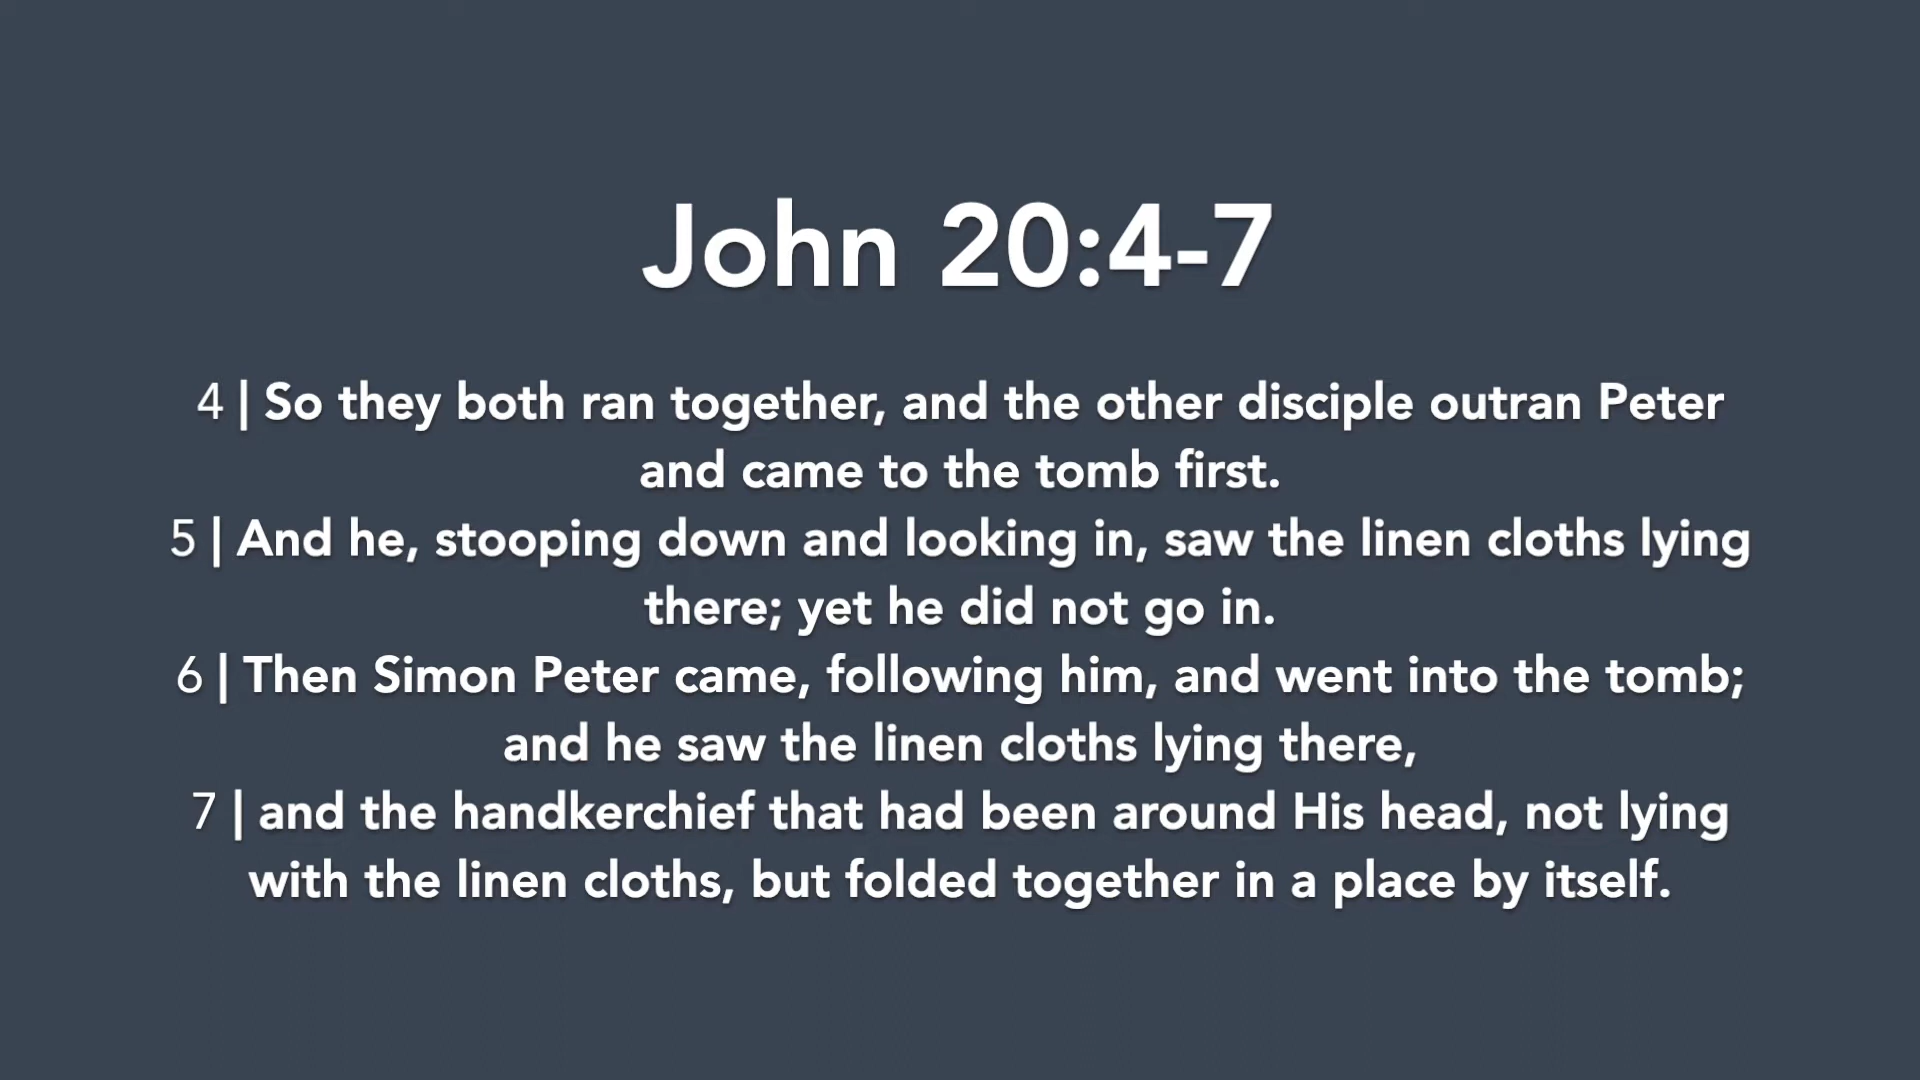 John 20:4-7
4 | So they both ran together, and the other disciple outran Peter
and came to the tomb first.
5 | And he, stooping down and looking in, saw the linen cloths lying
there; yet he did not go in.
6 | Then Simon Peter came, following him, and went into the tomb;
and he saw the linen cloths lying there,
7 | and the handkerchief that had been around His head, not lying
with the linen cloths, but folded together in a place by itself.